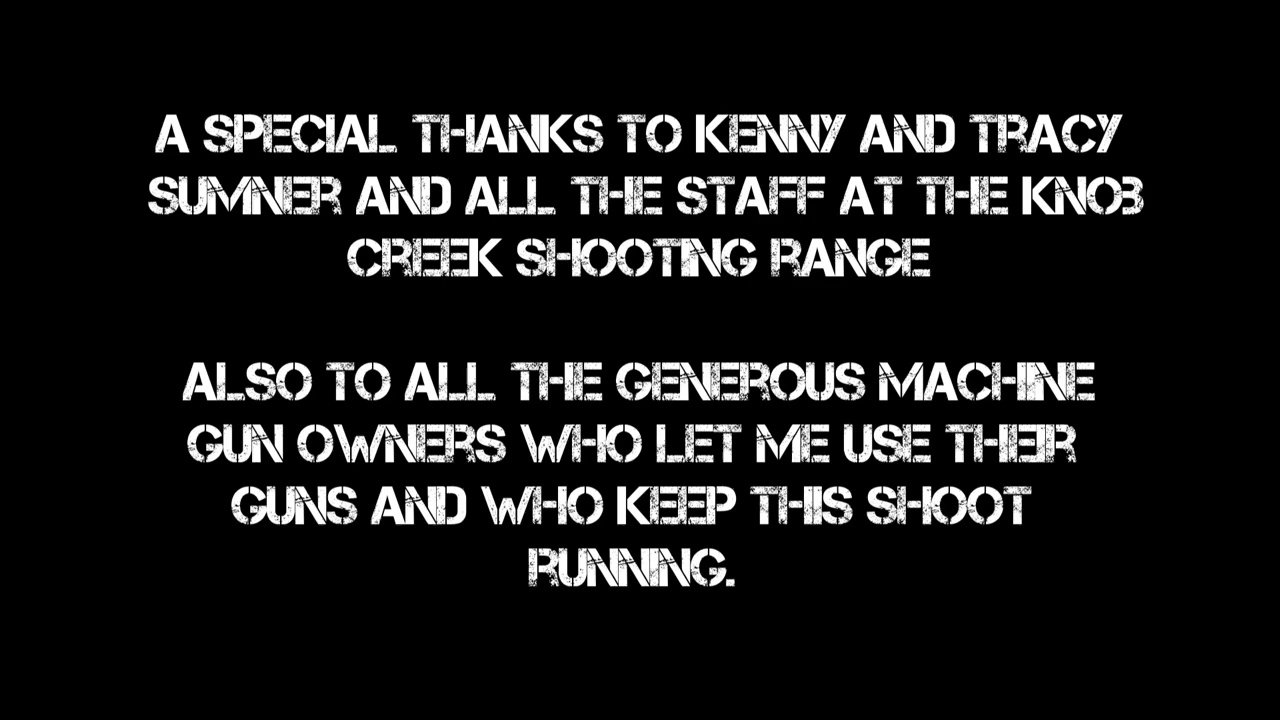 A SPECIAL THANKS TO KENNY AND TRACY
SUMNER AND ALL THE STAFF AT THE KNOB
CREEK SHOOTING RANGE
ALSO TO ALL THE GENEROUS MACHINE
GUN OWNERS WHO LET ME USE THEIR
GUNS AND WHO KEEP THIS SHOOT
RUNNING.